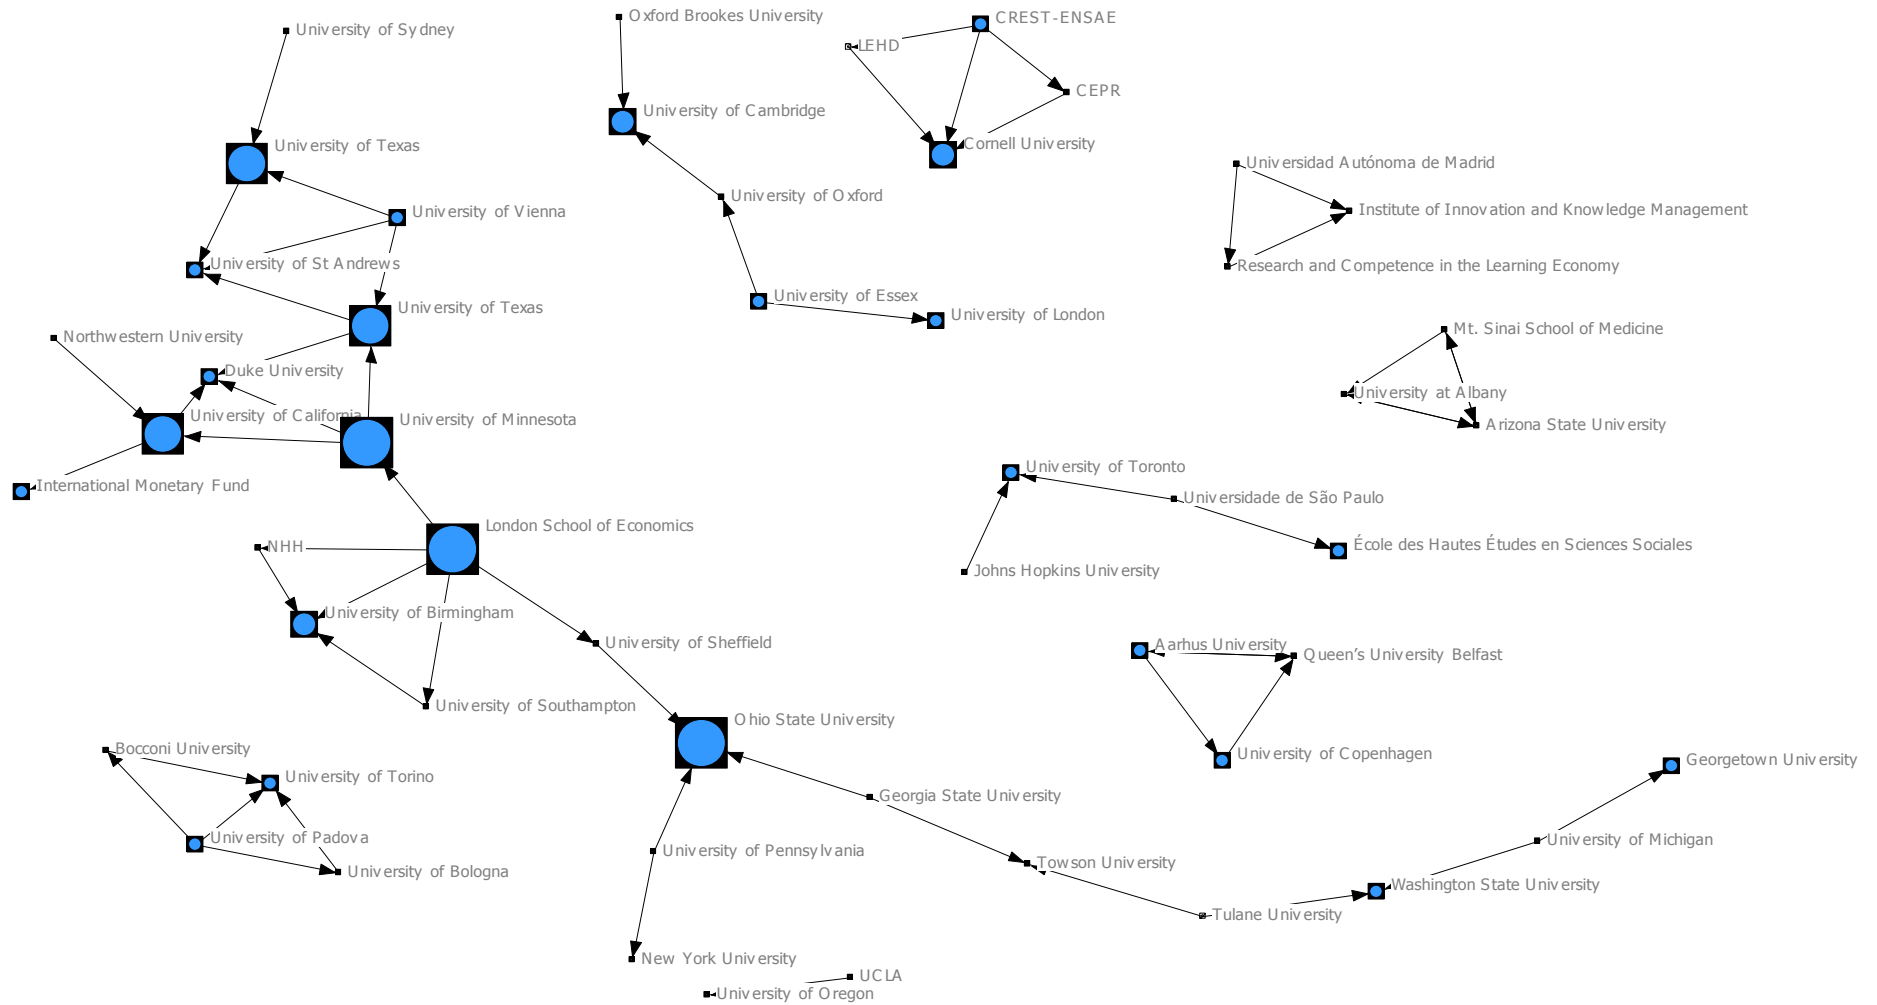 Oxford Brookes University
CREST-ENSAE
University of Sydney
LEHD
CEPR
University of Cambridge
Cornell University
University of Texas
Universidad Autónoma de Madrid
University of Oxford
University of Vienna
Institute of Innovation and Knowledge Management
University of St Andrews
Research and Competence in the Learning Economy
University of Essex
University of Texas
University of London
Mt. Sinai School of Medicine
Northwestern University
Duke University
University at Albany
University of California
University of Minnesota
Arizona State University
University of Toronto
International Monetary Fund
Universidade de São Paulo
London School of Economics
École des Hautes Études en Sciences Sociales
NHH
Johns Hopkins University
University of Birmingham
University of Sheffield
Aarhus University
Queen’s University Belfast
University of Southampton
Ohio State University
Bocconi University
University of Copenhagen
Georgetown University
University of Torino
Georgia State University
University of Padova
University of Michigan
University of Pennsylvania
Towson University
University of Bologna
Washington State University
Tulane University
New York University
UCLA
University of Oregon